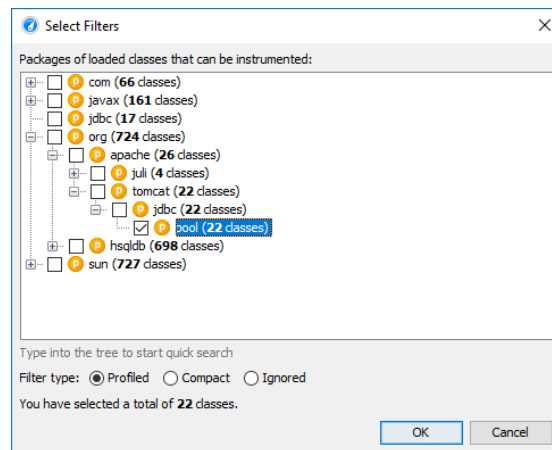 Select Filters
Packages of loaded classes that can be instrumented:
P com (66 classes)
P javax (161 classes)
P jdbc (17 classes)
P org (724 classes)
P apache (26 classes)
P juli (4 classes)
P tomcat (22 classes)
P jdbc (22 classes)
P pool (22 classes)
P hsqldb (698 classes)
P sun (727 classes)
Type into the tree to start quick search
Filter type: Profiled Compact Ignored
You have selected a total of 22 classes.
OK Cancel